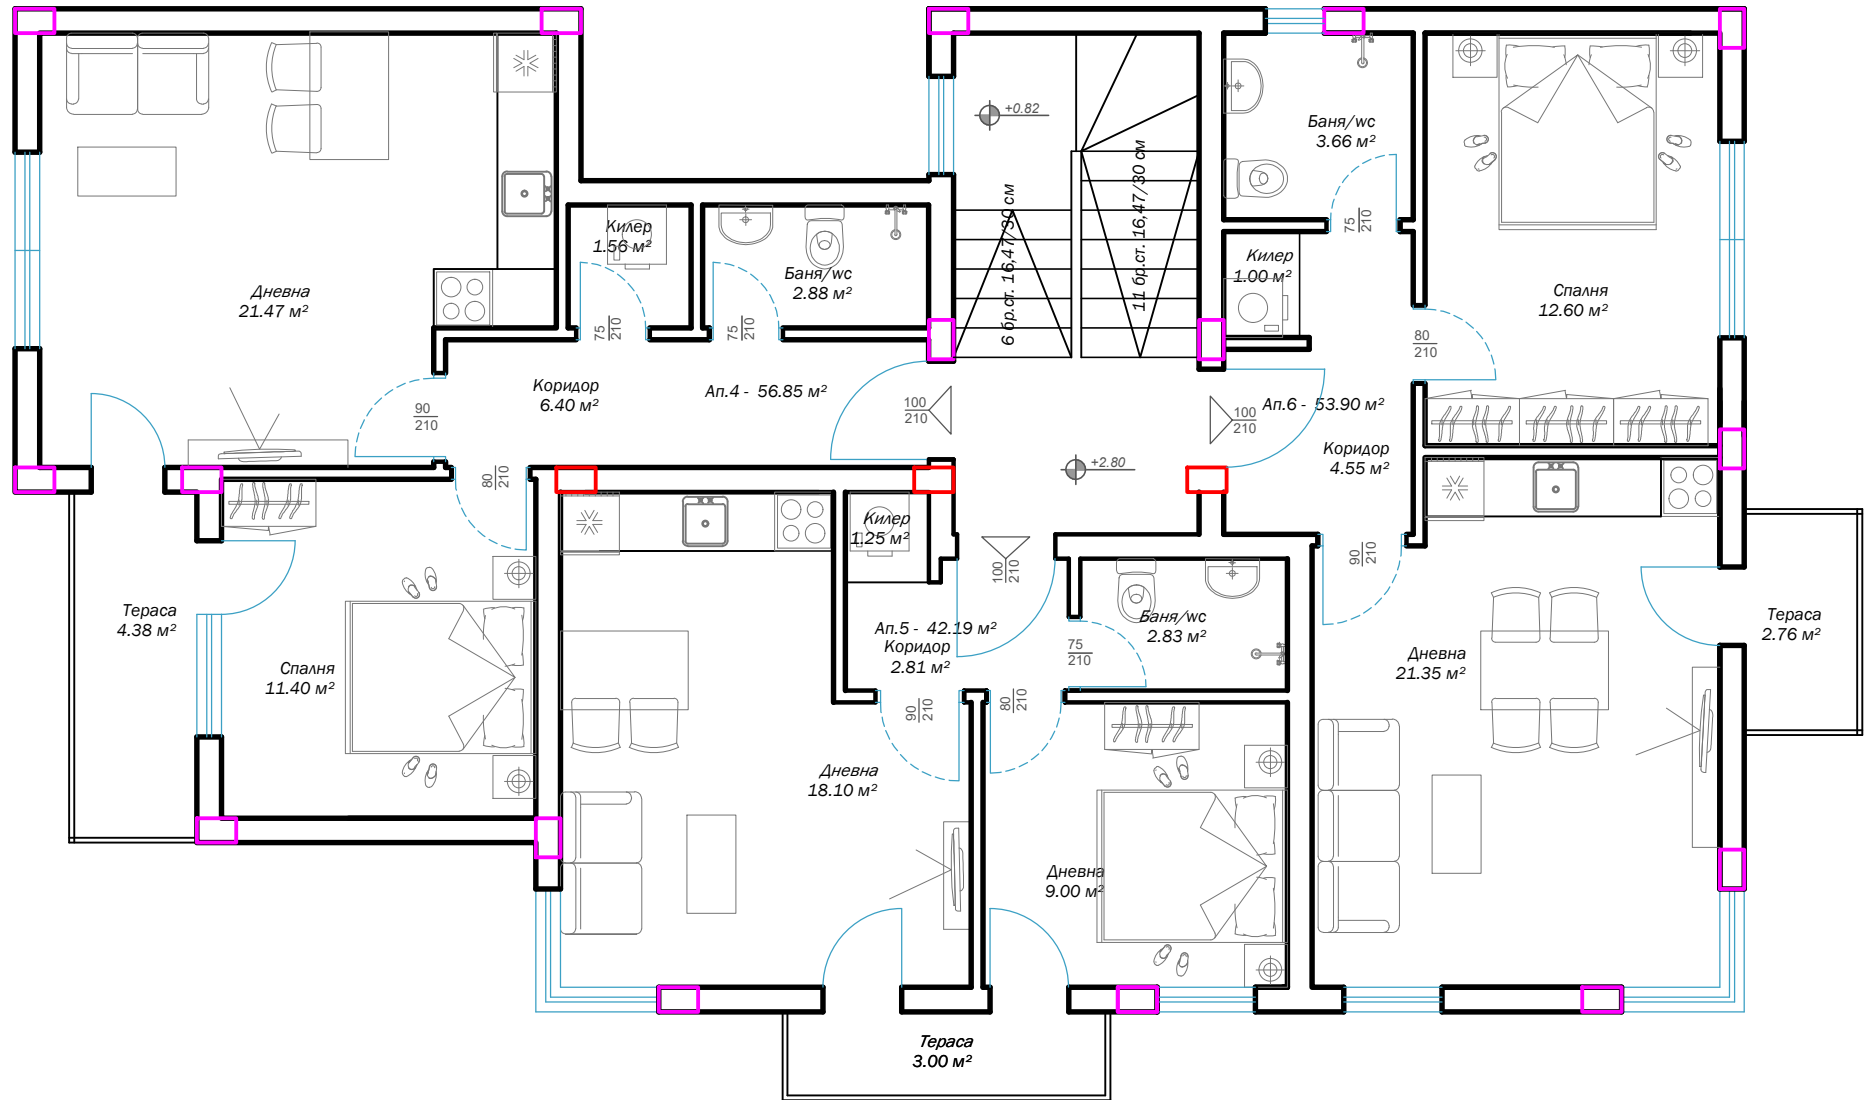 +0.82
Баня/wc
3.66 м²
6 бр.ст. 16,47/30 см
11 бр.ст. 16,47/30 см
75
210
Килер
1.56 м²
Баня/wc
2.88 м²
Килер
1.00 м²
Дневна
21.47 м²
Спалня
12.60 м²
75
210
75
210
80
210
Коридор
6.40 м²
Ап.4 - 56.85 м²
90
210
100
210
100
210
Ап.6 - 53.90 м²
Коридор
4.55 м²
+2.80
80
210
Килер
1.25 м²
100
210
90
210
Тераса
4.38 м²
Ап.5 - 42.19 м²
Коридор
2.81 м²
Баня/wc
2.83 м²
75
210
Тераса
2.76 м²
Спалня
11.40 м²
Дневна
21.35 м²
90
210
80
210
Дневна
18.10 м²
Дневна
9.00 м²
Тераса
3.00 м²